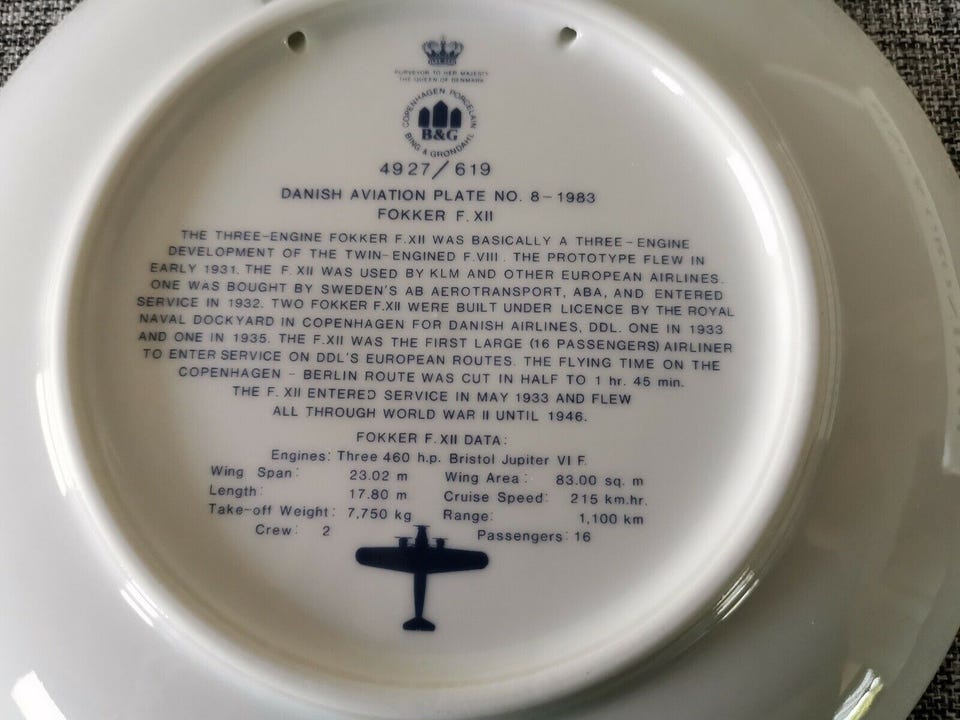 PURVEYOR TO HER MAJESTY
THE QUEEN OF DENMARK
COPENHAGEN PORCELAIN
B&G
BING & GRØNDAHL
4927/619
DANISH AVIATION PLATE NO. 8 – 1983
FOKKER F. XII
THE THREE-ENGINE FOKKER F.XII WAS BASICALLY A THREE-ENGINE
DEVELOPMENT OF THE TWIN-ENGINED F.VIII. THE PROTOTYPE FLEW IN
EARLY 1931. THE F. XII WAS USED BY KLM AND OTHER EUROPEAN AIRLINES.
ONE WAS BOUGHT BY SWEDEN'S AB AEROTRANSPORT, ABA, AND ENTERED
SERVICE IN 1932. TWO FOKKER F.XII WERE BUILT UNDER LICENCE BY THE ROYAL
NAVAL DOCKYARD IN COPENHAGEN FOR DANISH AIRLINES, DDL. ONE IN 1933
AND ONE IN 1935. THE F.XII WAS THE FIRST LARGE (16 PASSENGERS) AIRLINER
TO ENTER SERVICE ON DDL'S EUROPEAN ROUTES. THE FLYING TIME ON THE
COPENHAGEN – BERLIN ROUTE WAS CUT IN HALF TO 1 hr. 45 min.
THE F. XII ENTERED SERVICE IN MAY 1933 AND FLEW
ALL THROUGH WORLD WAR II UNTIL 1946.
FOKKER F.XII DATA:
Engines: Three 460 h.p. Bristol Jupiter VI F.
Wing Span: 23.02 m Wing Area: 83.00 sq. m
Length: 17.80 m Cruise Speed: 215 km.hr.
Take-off Weight: 7,750 kg Range: 1,100 km
Crew: 2 Passengers: 16